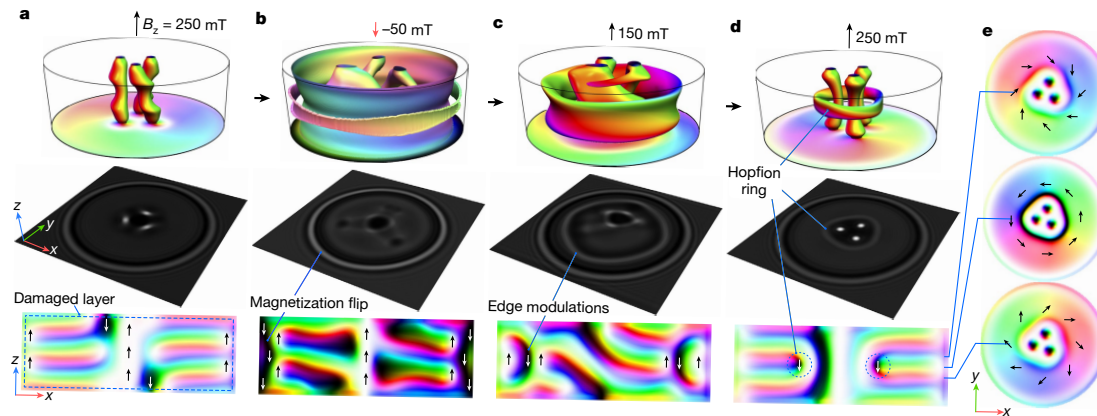 a
B_z = 250 mT
b
–50 mT
c
150 mT
d
250 mT
e
Hopfion
ring
z
y
x
Damaged layer
Magnetization flip
Edge modulations
z
x
y
x